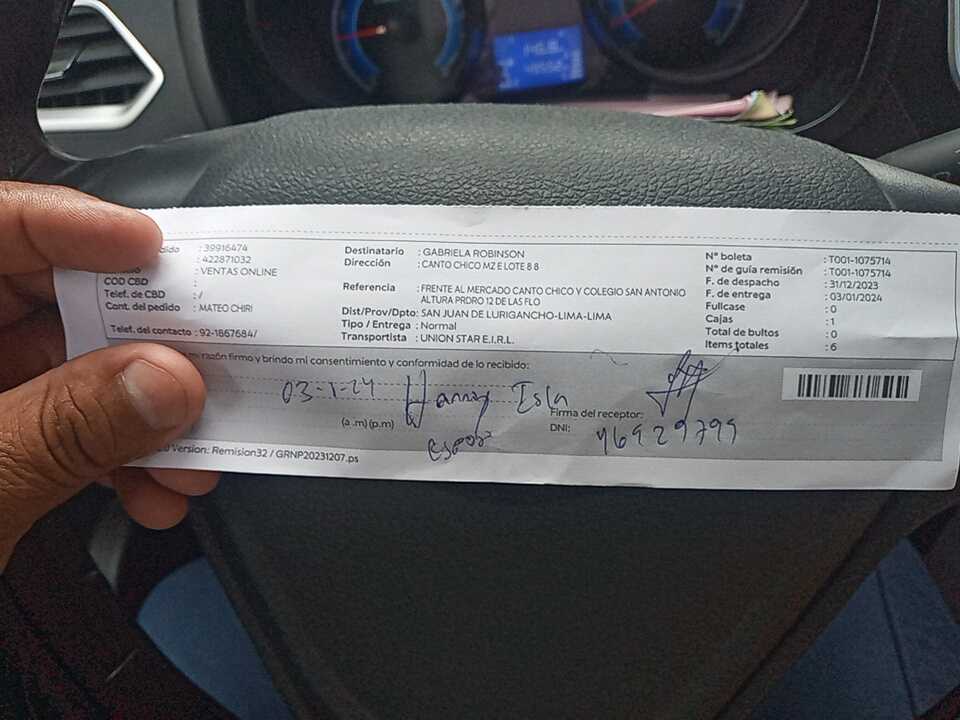 dido : 39916474
: 422871032
: VENTAS ONLINE
COD CBD :
Telef. de CBD : /
Cont. del pedido : MATEO CHIRI
Telef. del contacto : 92-1867684/
Destinatario : GABRIELA ROBINSON
Dirección : CANTO CHICO MZ E LOTE 8 8
Referencia : FRENTE AL MERCADO CANTO CHICO Y COLEGIO SAN ANTONIO
ALTURA PRDRO 12 DE LAS FLO
Dist/Prov/Dpto: SAN JUAN DE LURIGANCHO-LIMA-LIMA
Tipo / Entrega : Normal
Transportista : UNION STAR E.I.R.L.
N° boleta : T001-1075714
N° de guía remisión : T001-1075714
F. de despacho : 31/12/2023
F. de entrega : 03/01/2024
Fullcase : 0
Cajas : 1
Total de bultos : 0
Items totales : 6
mi razón firmo y brindo mi consentimiento y conformidad de lo recibido:
03-1-24 Isla
(a .m) (p.m)
Firma del receptor:
DNI: 46929799
Version: Remision32 / GRNP20231207.ps